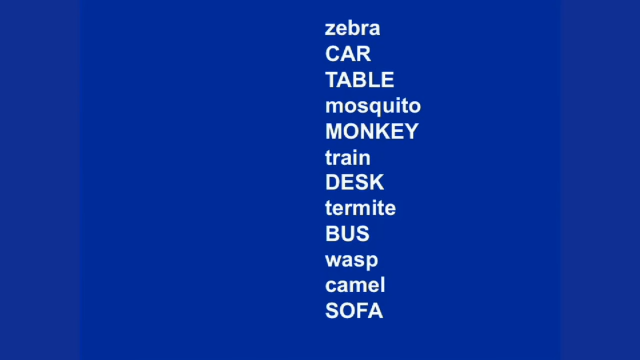 zebra
CAR
TABLE
mosquito
MONKEY
train
DESK
termite
BUS
wasp
camel
SOFA